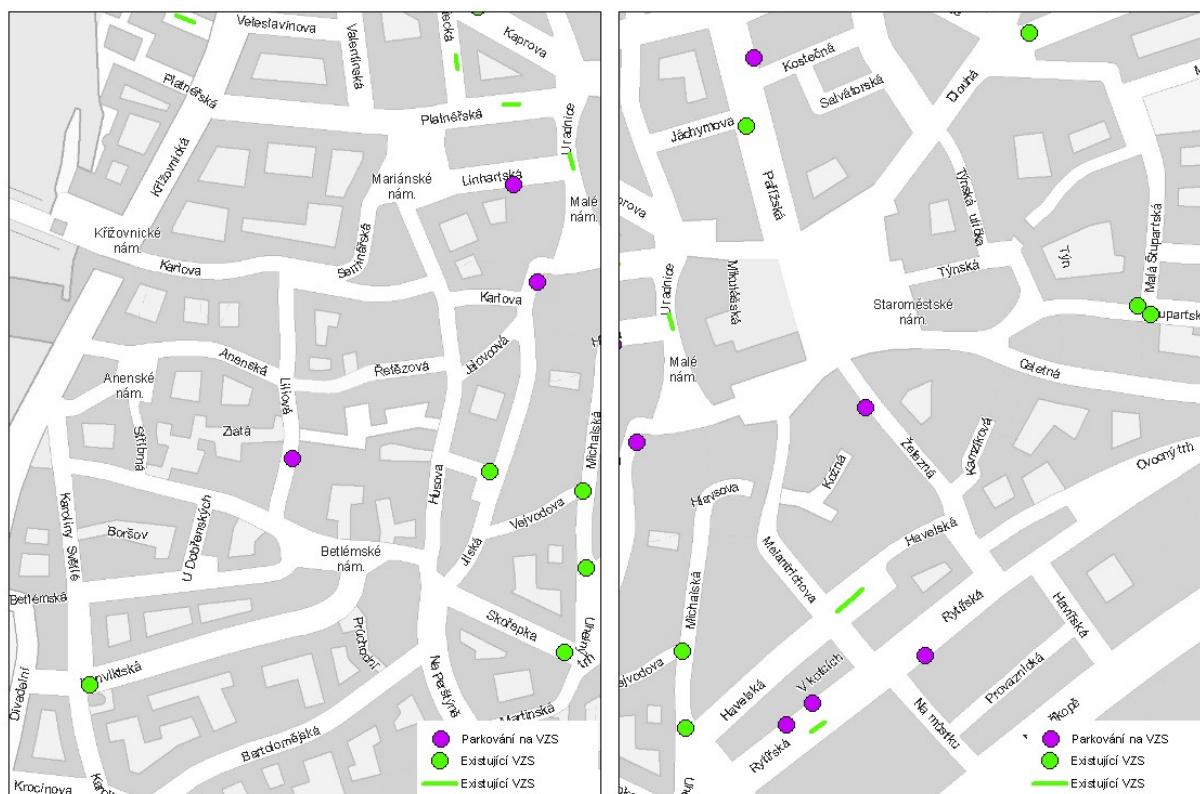 Veleslavínova
Valentinská
Kaprova
Platnéřská
Platnéřská
Křižovnická
U radnice
Mariánské
nám.
Linhartská
Malé
nám.
Křižovnické
nám.
Karlova
Seminářská
Karlova
Jalovcová
Anenská
Řetězová
Anenské
nám.
Liliová
Zlatá
Stříbrná
Husova
Michalská
Vejvodova
Karoliny Světlé
Boršov
U Dobřenských
Betlémské
nám.
Jilská
Betlémská
Skořepka
Průchodní
Uhelný
trh
Divadelní
Na Perštýně
Martinská
Bartolomějská
Krocínova
Parkování na VZS
Existující VZS
Existující VZS
Kostečná
Salvátorská
Dlouhá
Jáchymova
Pařížská
Týnská ulička
Malá Štupartská
Týn
Týnská
U radnice
Mikulášská
Staroměstské
nám.
Malé
nám.
Celetná
Železná
Kamzíková
Kožná
Ovocný trh
Hlavsova
Havelská
Melantrichova
Michalská
Rytířská
Havířská
Havelská
V kotcích
Provaznická
Na můstku
Rytířská
Parkování na VZS
Existující VZS
Existující VZS